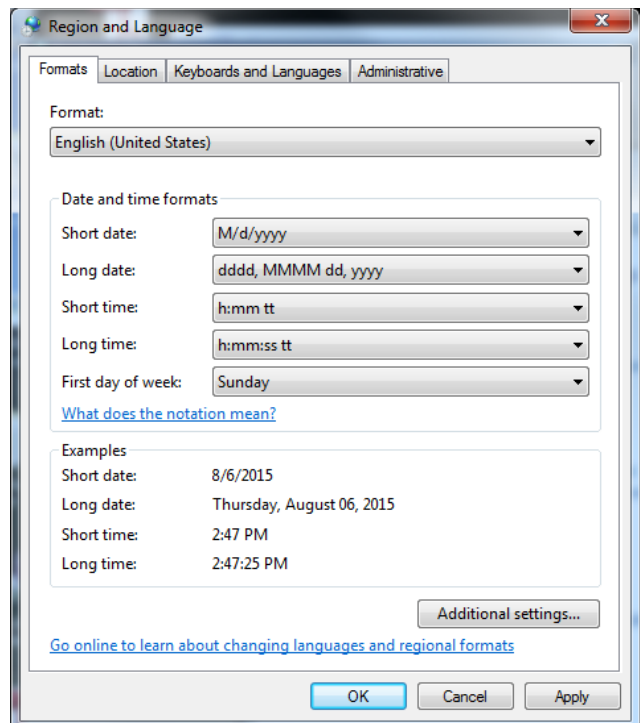 Region and Language
Formats Location Keyboards and Languages Administrative
Format:
English (United States)
Date and time formats
Short date: M/d/yyyy
Long date: dddd, MMMM dd, yyyy
Short time: h:mm tt
Long time: h:mm:ss tt
First day of week: Sunday
What does the notation mean?
Examples
Short date: 8/6/2015
Long date: Thursday, August 06, 2015
Short time: 2:47 PM
Long time: 2:47:25 PM
Additional settings...
Go online to learn about changing languages and regional formats
OK Cancel Apply